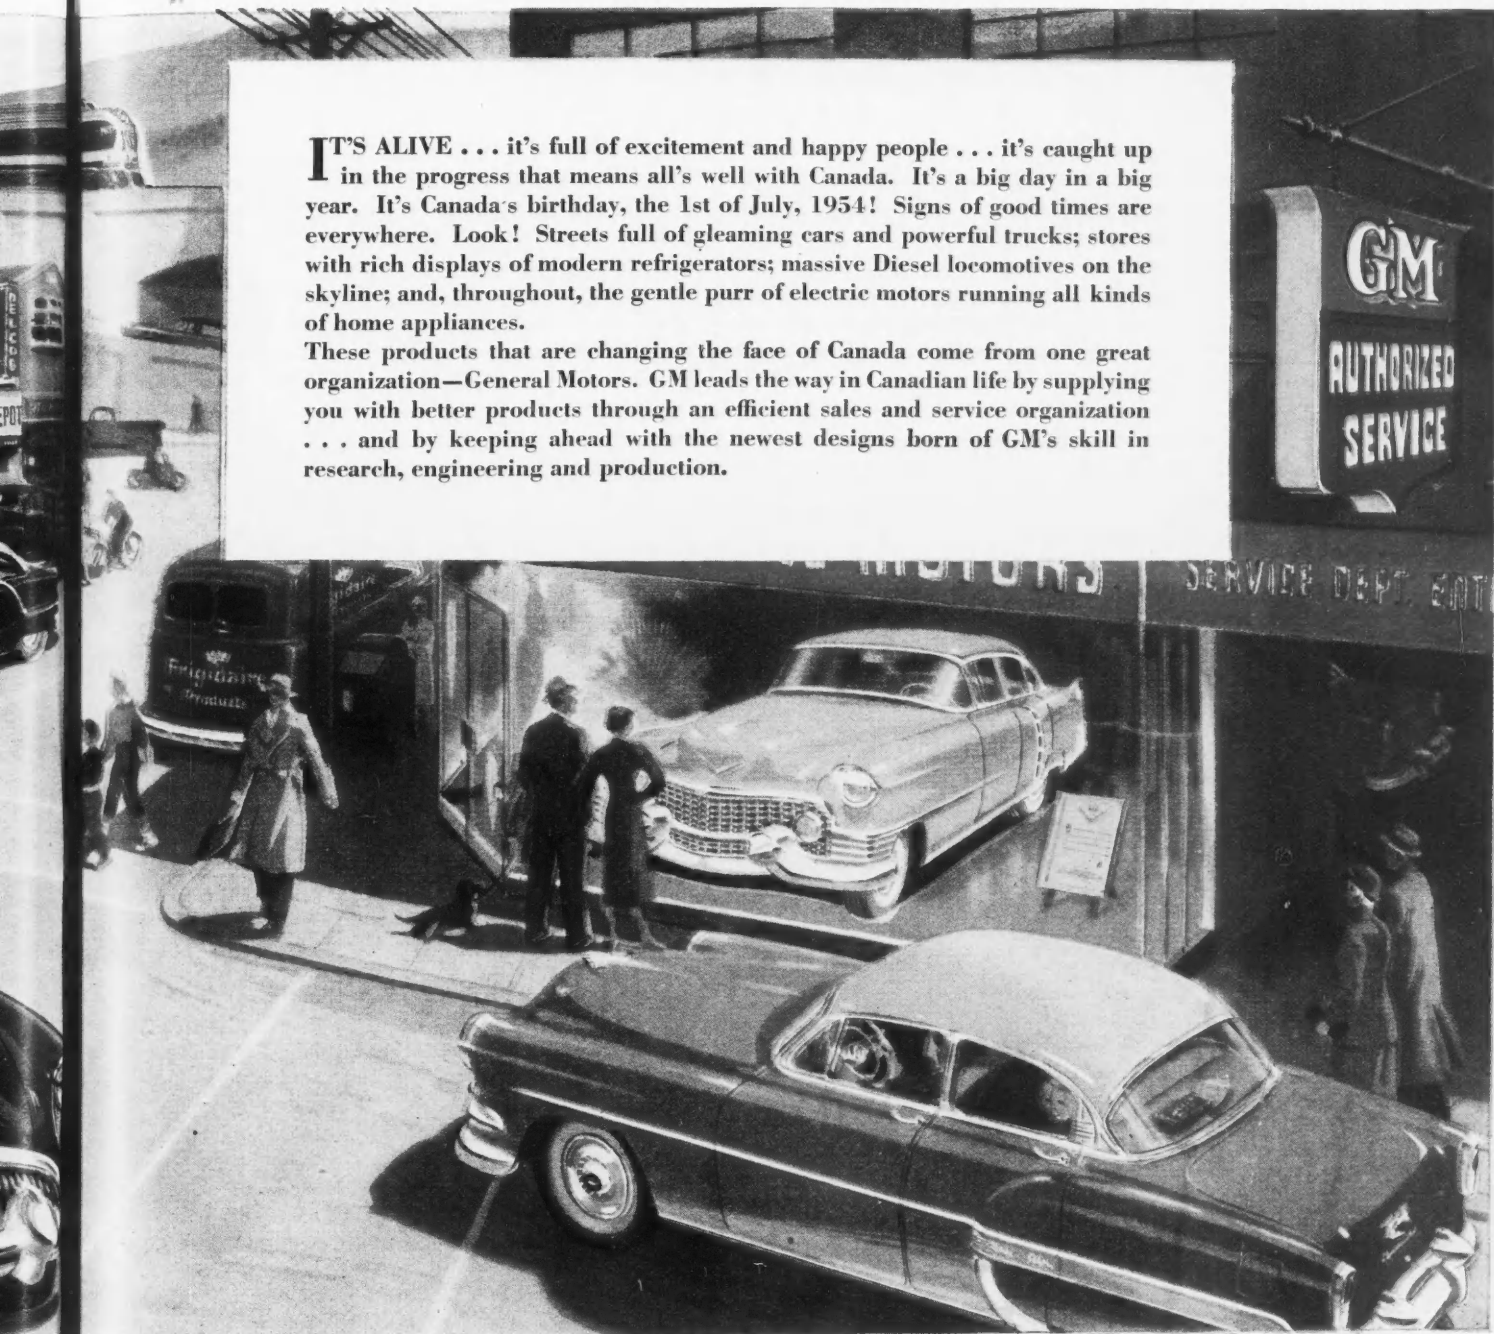 IT'S ALIVE . . . it's full of excitement and happy people . . . it's caught up
in the progress that means all's well with Canada. It's a big day in a big
year. It's Canada's birthday, the 1st of July, 1954! Signs of good times are
everywhere. Look! Streets full of gleaming cars and powerful trucks; stores
with rich displays of modern refrigerators; massive Diesel locomotives on the
skyline; and, throughout, the gentle purr of electric motors running all kinds
of home appliances.
These products that are changing the face of Canada come from one great
organization—General Motors. GM leads the way in Canadian life by supplying
you with better products through an efficient sales and service organization
. . . and by keeping ahead with the newest designs born of GM's skill in
research, engineering and production.
GM
AUTHORIZED
SERVICE
DELCO
MOTORS
SERVICE DEPT. ENT
Frigidaire
Products